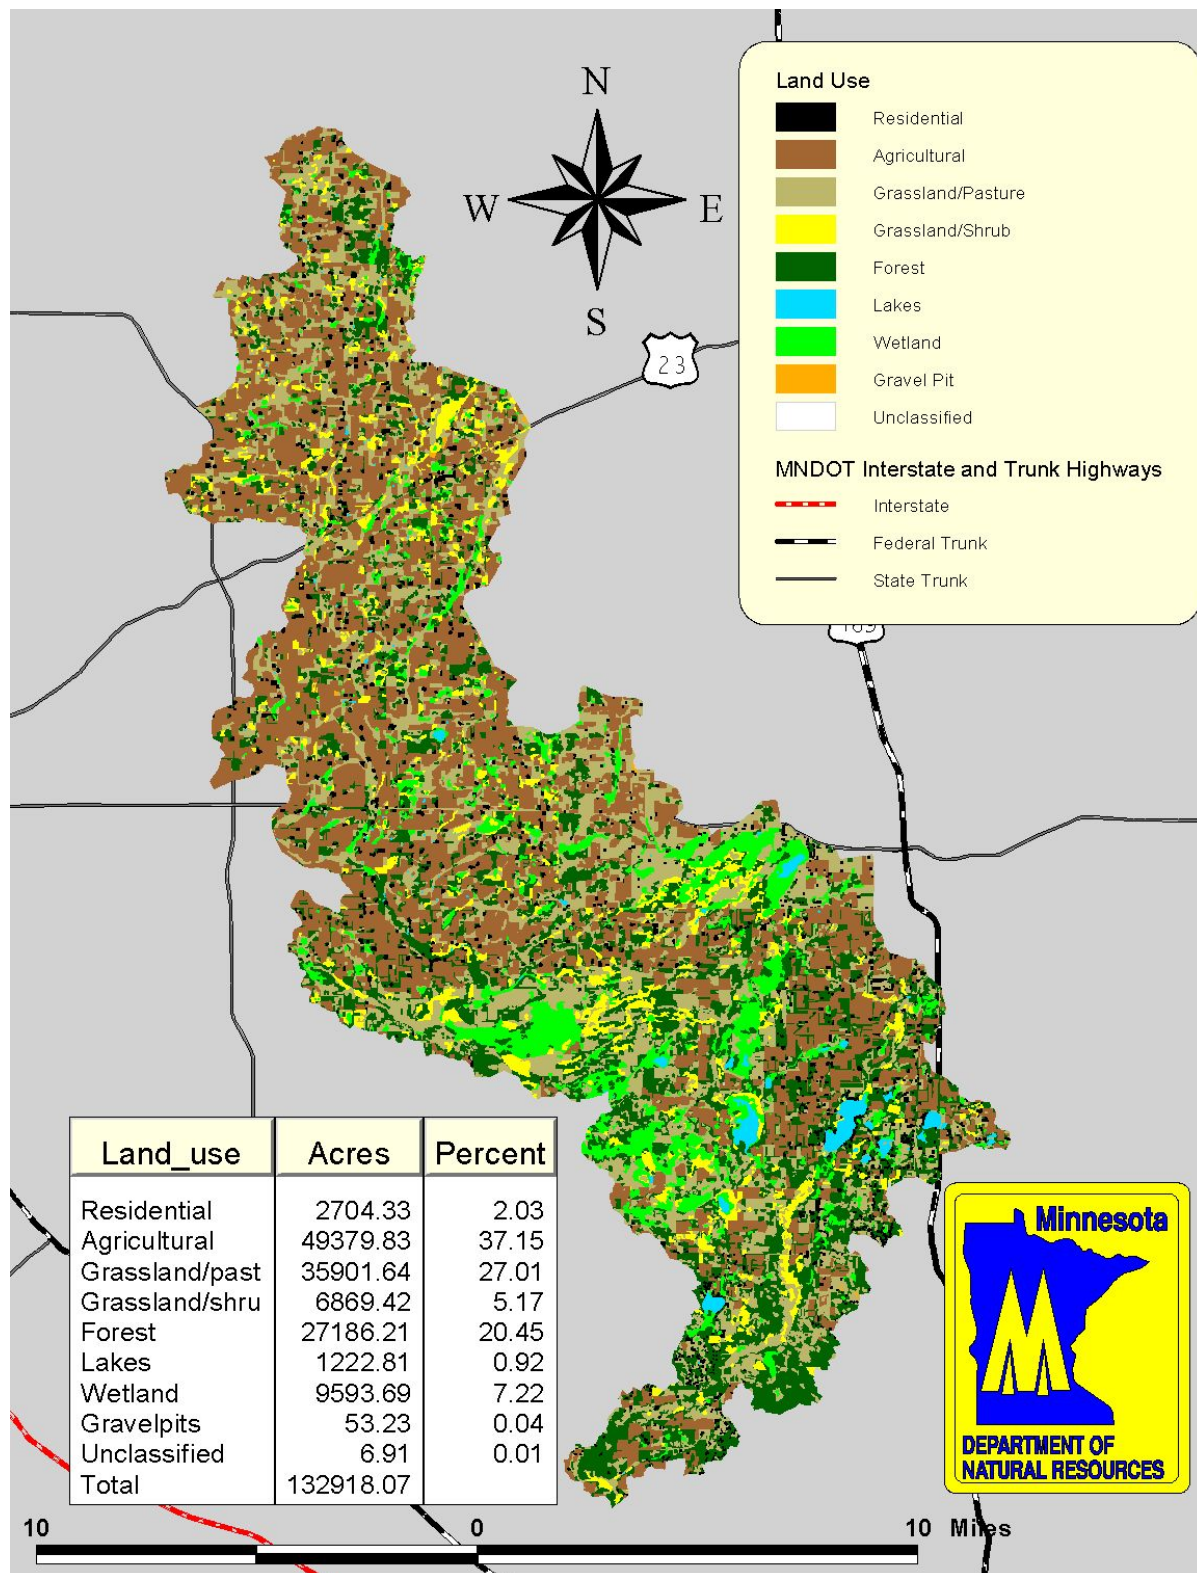 N
W
E
S
23
Land Use
Residential
Agricultural
Grassland/Pasture
Grassland/Shrub
Forest
Lakes
Wetland
Gravel Pit
Unclassified
MNDOT Interstate and Trunk Highways
Interstate
Federal Trunk
State Trunk
169
Land_use Acres Percent
Residential 2704.33 2.03
Agricultural 49379.83 37.15
Grassland/past 35901.64 27.01
Grassland/shru 6869.42 5.17
Forest 27186.21 20.45
Lakes 1222.81 0.92
Wetland 9593.69 7.22
Gravelpits 53.23 0.04
Unclassified 6.91 0.01
Total 132918.07
Minnesota
M
DEPARTMENT OF
NATURAL RESOURCES
10 0 10 Miles